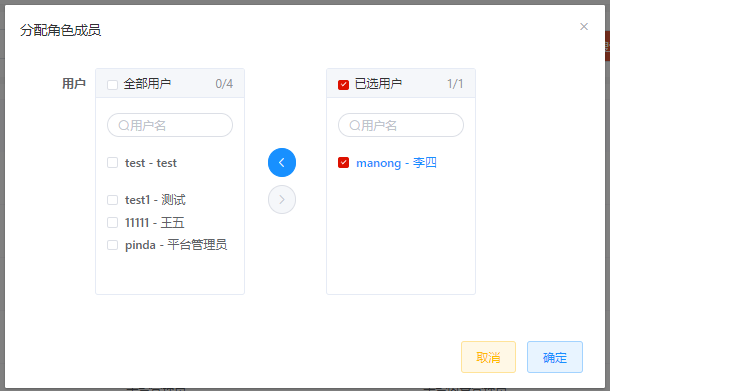 分配角色成员
用户
全部用户 0/4
用户名
test - test
test1 - 测试
11111 - 王五
pinda - 平台管理员
已选用户 1/1
用户名
manong - 李四
取消
确定